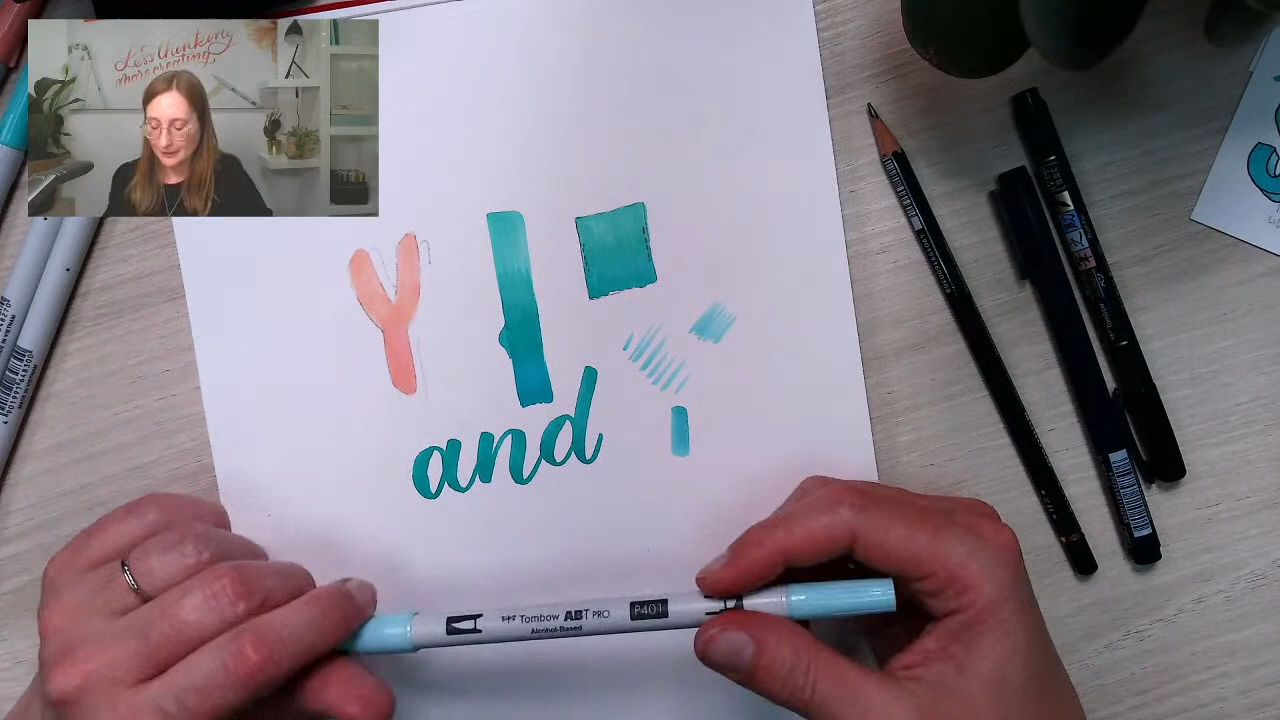 Less thinking
more creating
Y
and
Tombow ABT PRO
Alcohol-Based
P401